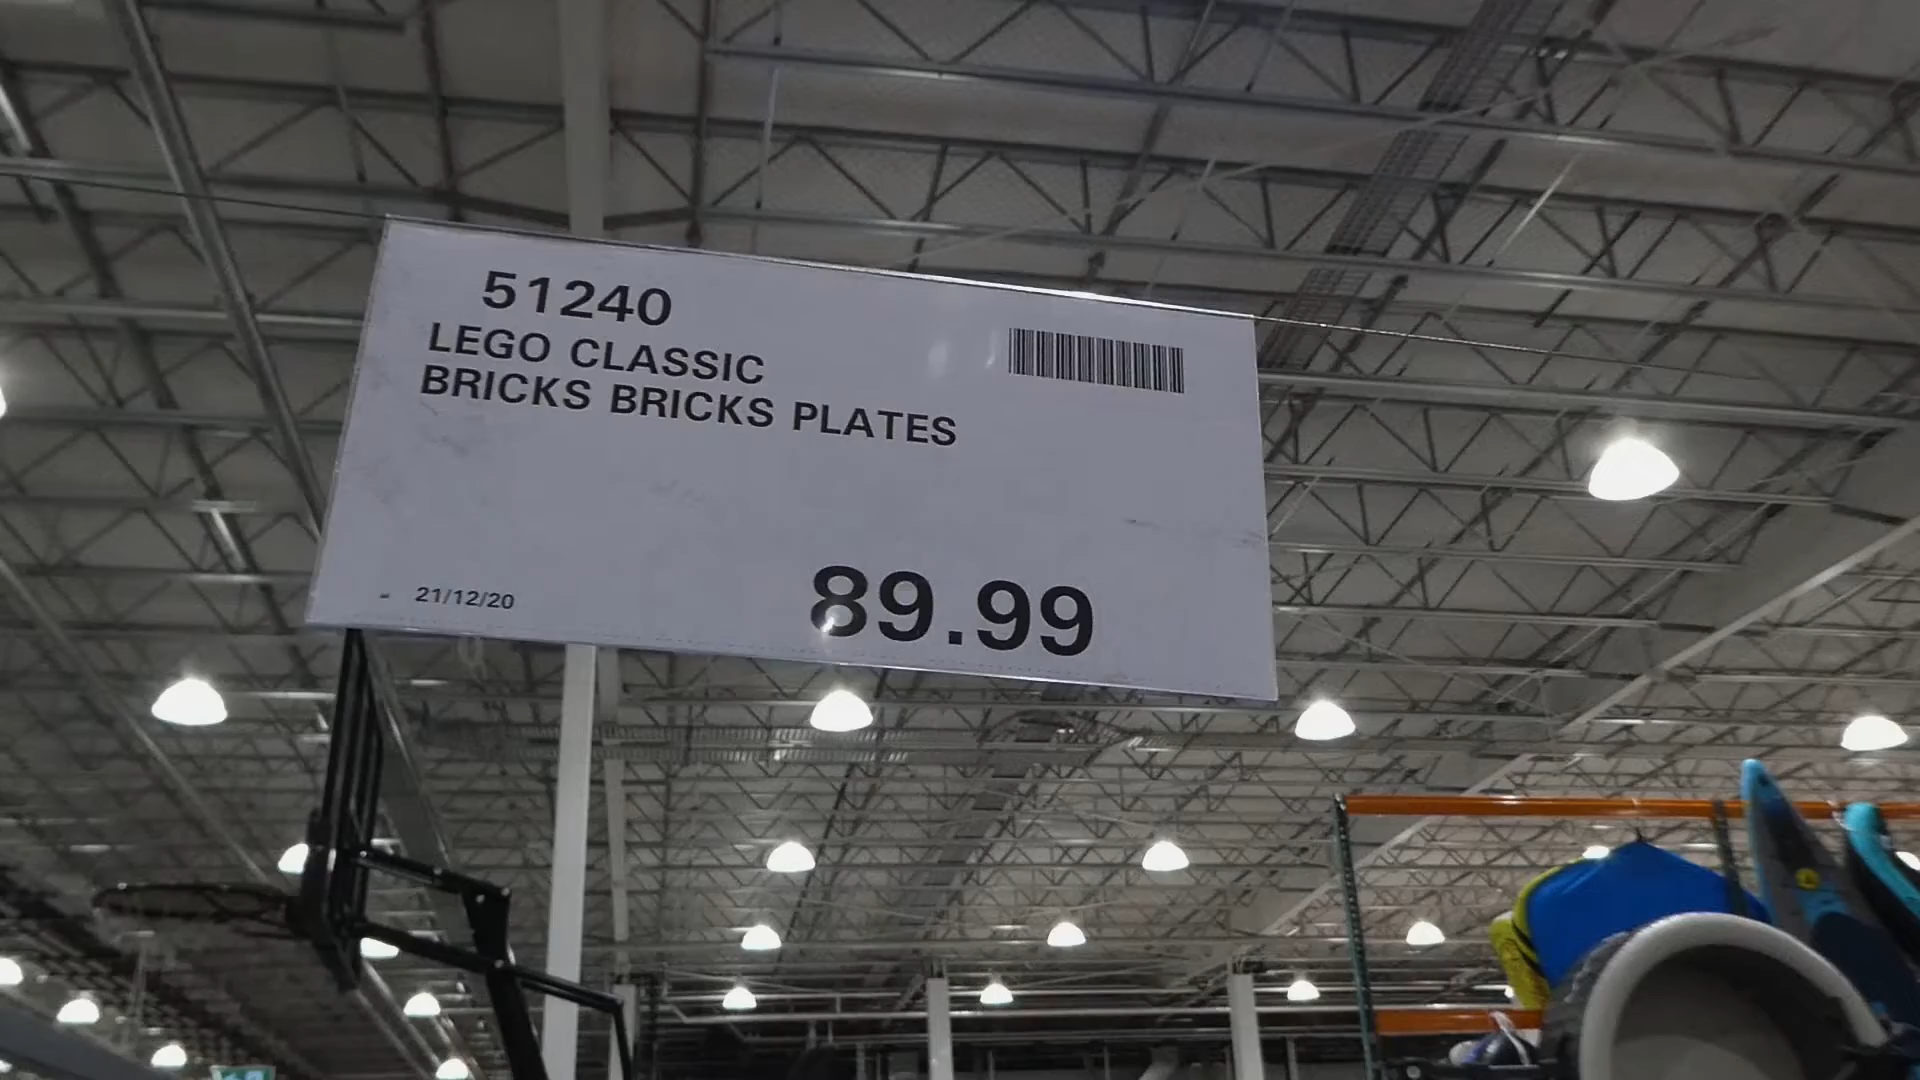 51240
LEGO CLASSIC
BRICKS BRICKS PLATES
89.99
- 21/12/20